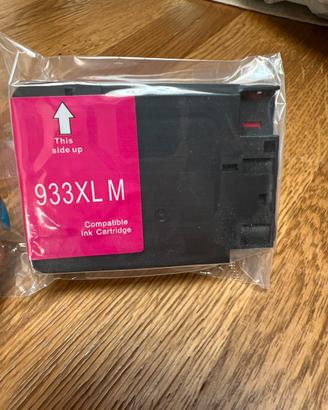 This
side up
933XL M
Compatible
Ink Cartridge